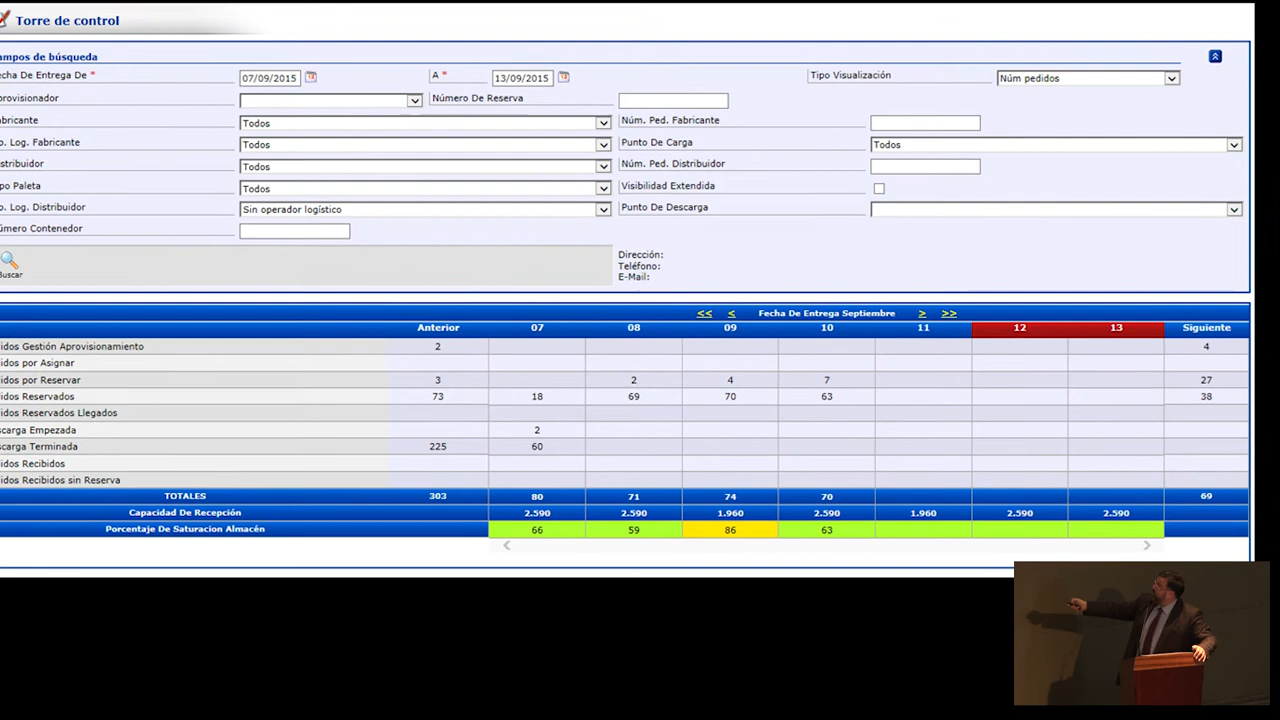 Torre de control
ampos de búsqueda
echa De Entrega De * 07/09/2015 A * 13/09/2015 Tipo Visualización Núm pedidos
provisionador Número De Reserva
abricante Todos Núm. Ped. Fabricante
p. Log. Fabricante Todos Punto De Carga Todos
stribuidor Todos Núm. Ped. Distribuidor
po Paleta Todos Visibilidad Extendida
p. Log. Distribuidor Sin operador logístico Punto De Descarga
úmero Contenedor
Buscar
Dirección:
Teléfono:
E-Mail:
<< < Fecha De Entrega Septiembre > >>
Anterior 07 08 09 10 11 12 13 Siguiente
idos Gestión Aprovisionamiento 2 4
idos por Asignar
idos por Reservar 3 2 4 7 27
idos Reservados 73 18 69 70 63 38
idos Reservados Llegados
scarga Empezada 2
scarga Terminada 225 60
idos Recibidos
idos Recibidos sin Reserva
TOTALES 303 80 71 74 70 69
Capacidad De Recepción 2.590 2.590 1.960 2.590 1.960 2.590 2.590
Porcentaje De Saturacion Almacén 66 59 86 63